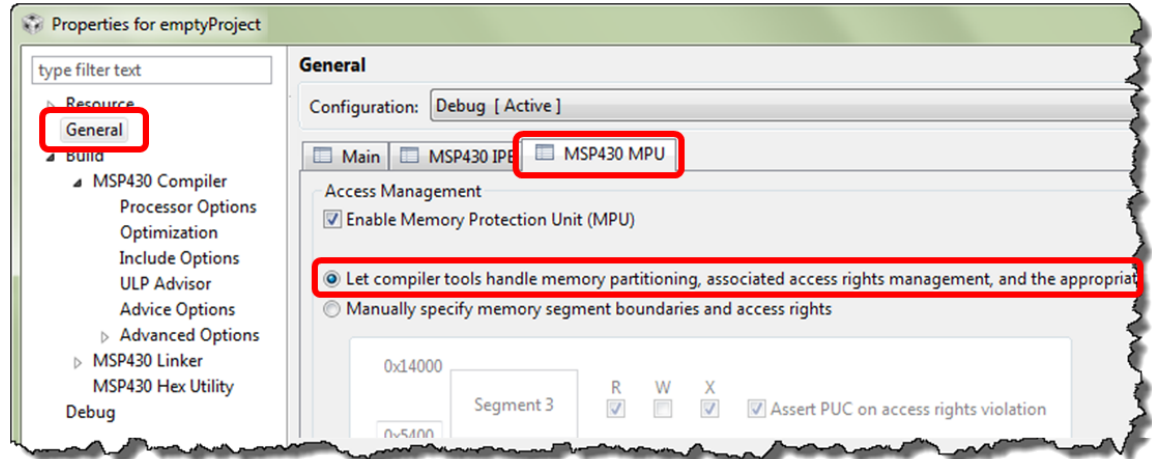 Properties for emptyProject
type filter text
Resource
General
Build
MSP430 Compiler
Processor Options
Optimization
Include Options
ULP Advisor
Advice Options
Advanced Options
MSP430 Linker
MSP430 Hex Utility
Debug
General
Configuration: Debug [ Active ]
Main MSP430 IPE MSP430 MPU
Access Management
Enable Memory Protection Unit (MPU)
Let compiler tools handle memory partitioning, associated access rights management, and the appropriat
Manually specify memory segment boundaries and access rights
0x14000
R W X
Segment 3 Assert PUC on access rights violation
0x5400